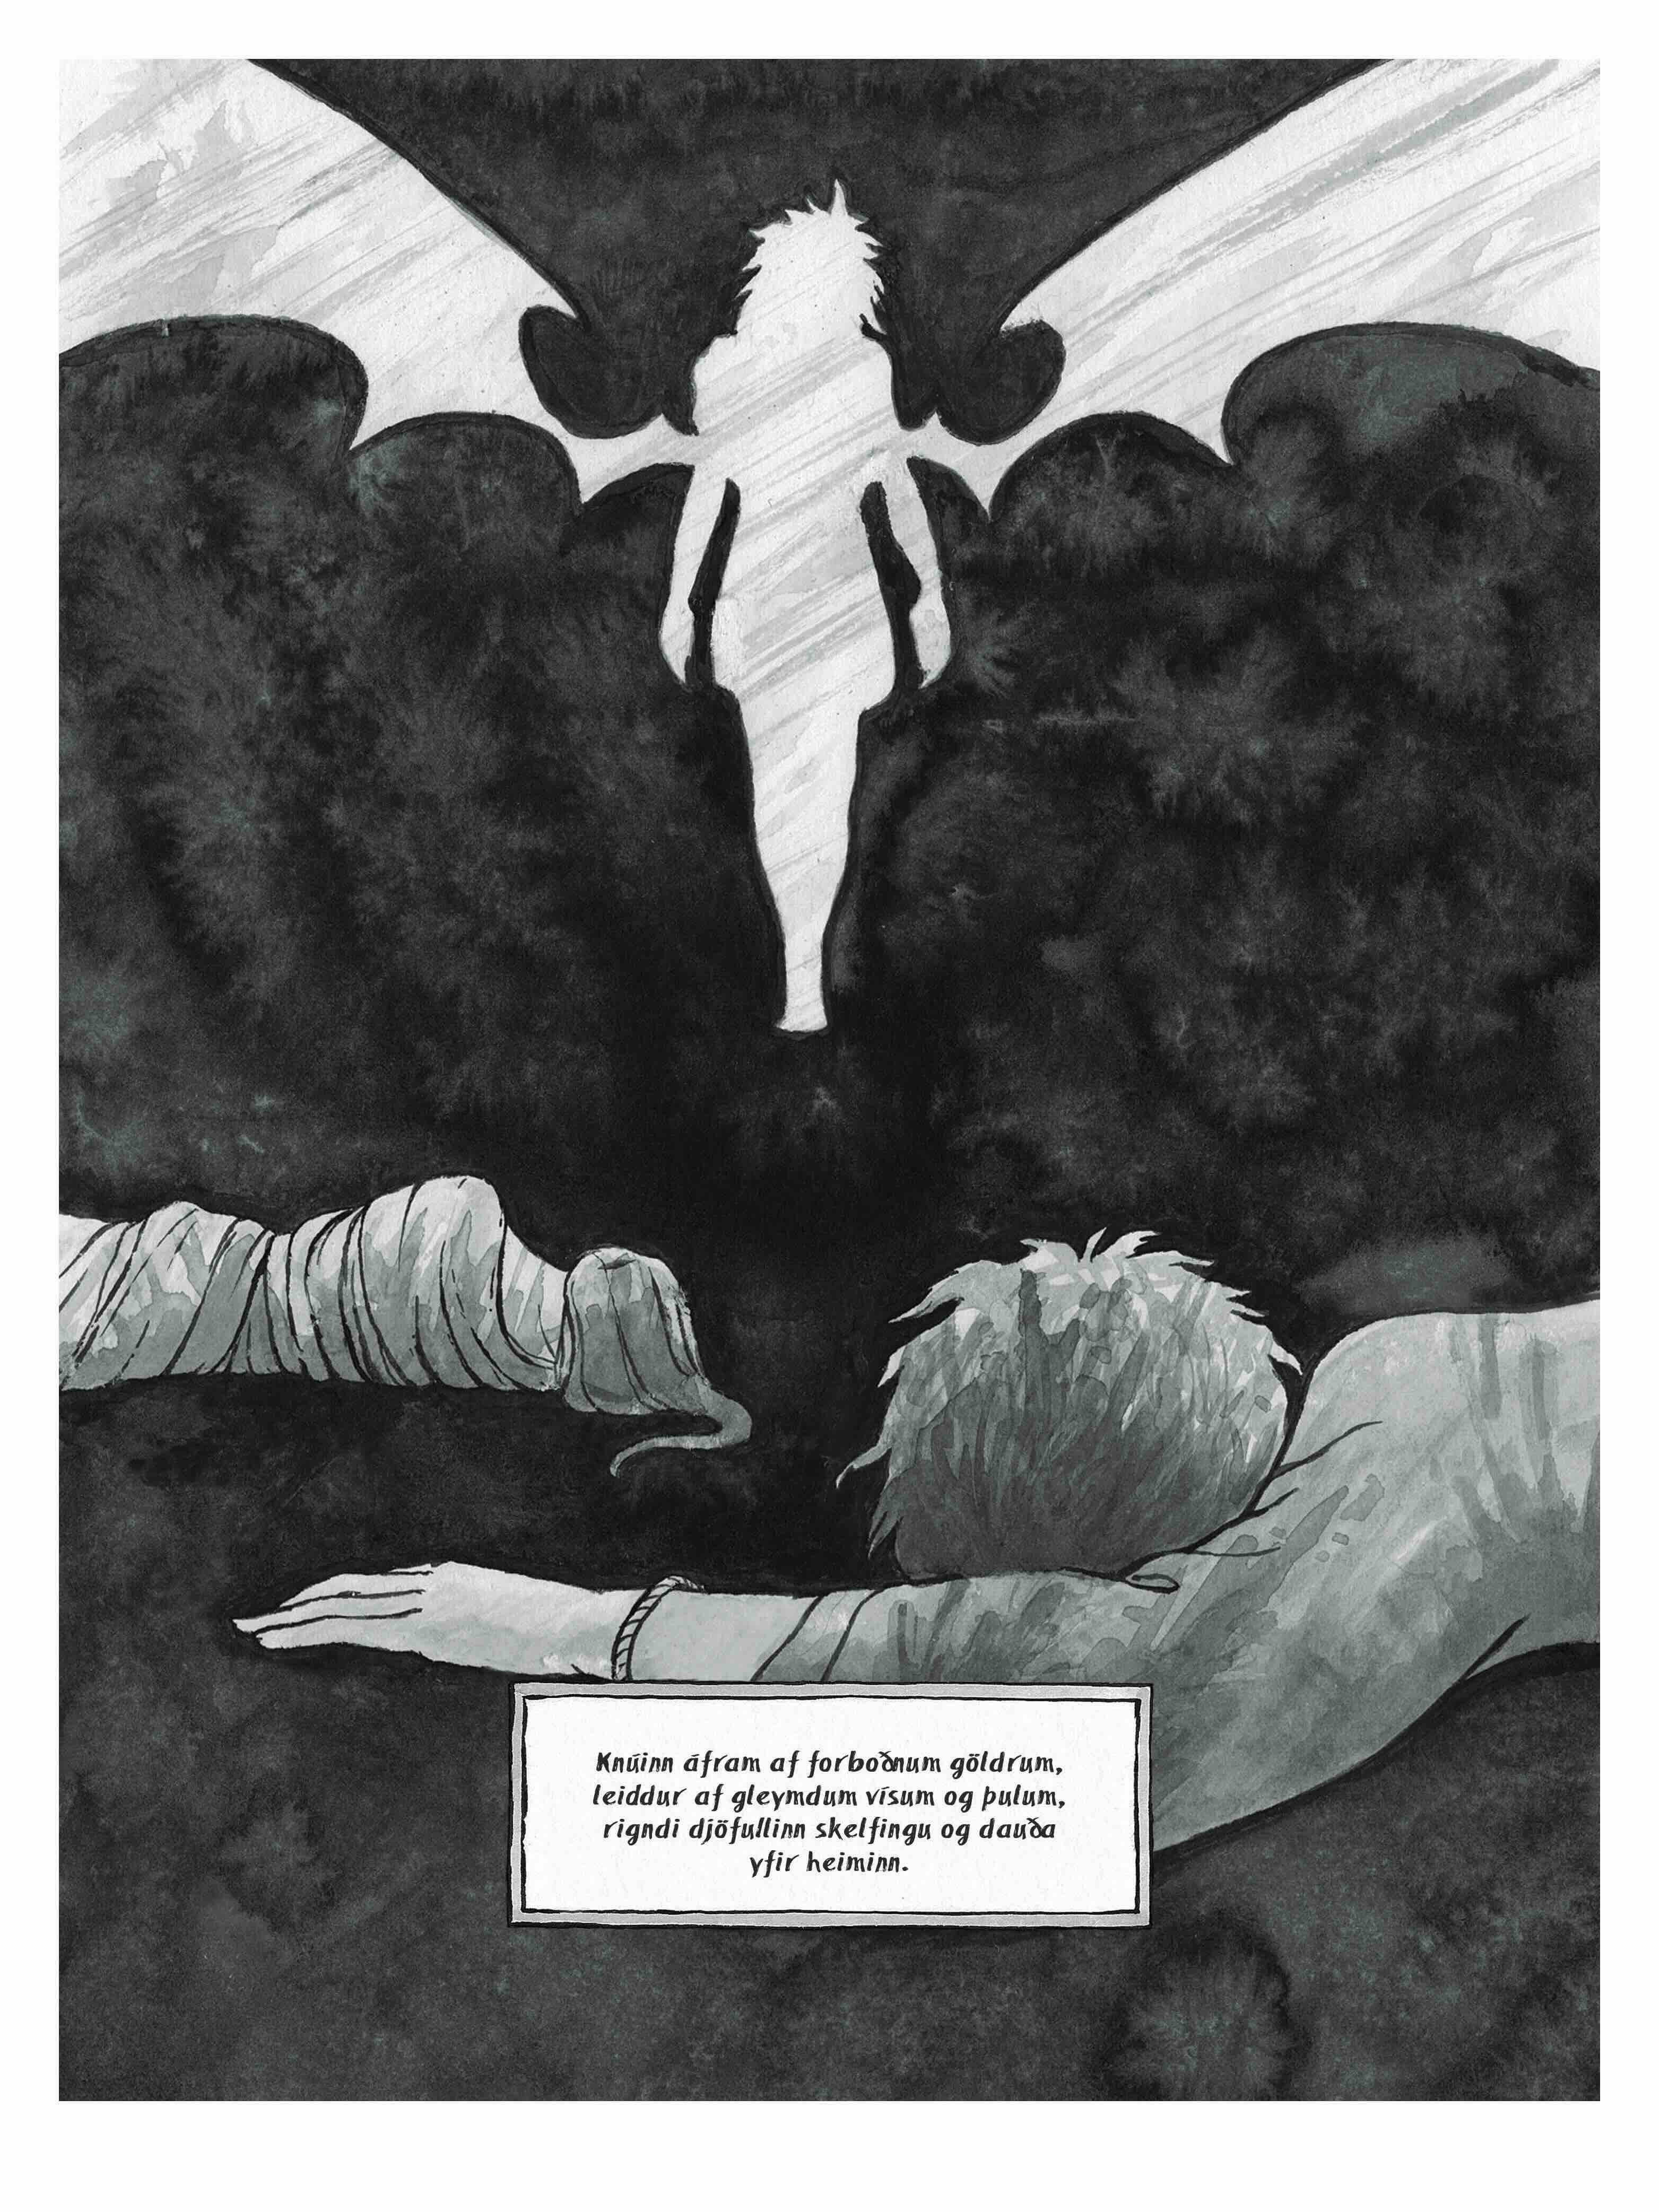 Knúinn áfram af forboðnum göldrum,
leiddur af gleymdum vísum og þulum,
rigndi djöfullinn skelfingu og dauða
yfir heiminn.